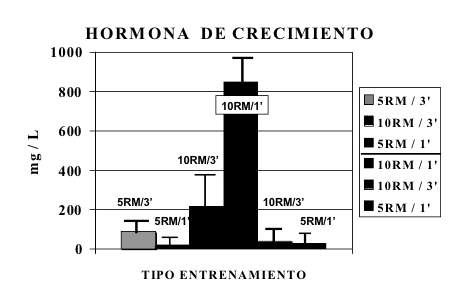 HORMONA DE CRECIMIENTO
1000
800
600
400
200
0
mg / L
5RM/3'
5RM/1'
10RM/3'
10RM/1'
10RM/3'
5RM/1'
TIPO ENTRENAMIENTO
5RM / 3'
10RM / 3'
5RM / 1'
10RM / 1'
10RM / 3'
5RM / 1'